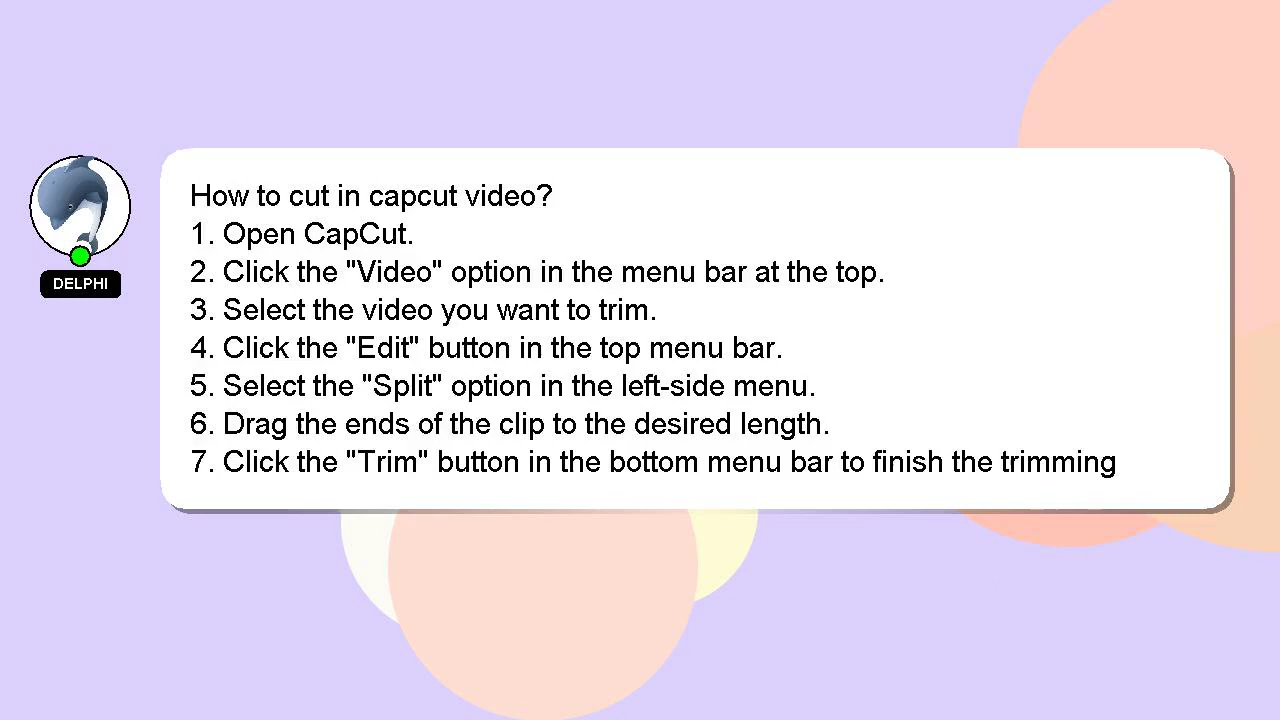 How to cut in capcut video?
1. Open CapCut.
2. Click the "Video" option in the menu bar at the top.
3. Select the video you want to trim.
4. Click the "Edit" button in the top menu bar.
5. Select the "Split" option in the left-side menu.
6. Drag the ends of the clip to the desired length.
7. Click the "Trim" button in the bottom menu bar to finish the trimming
DELPHI